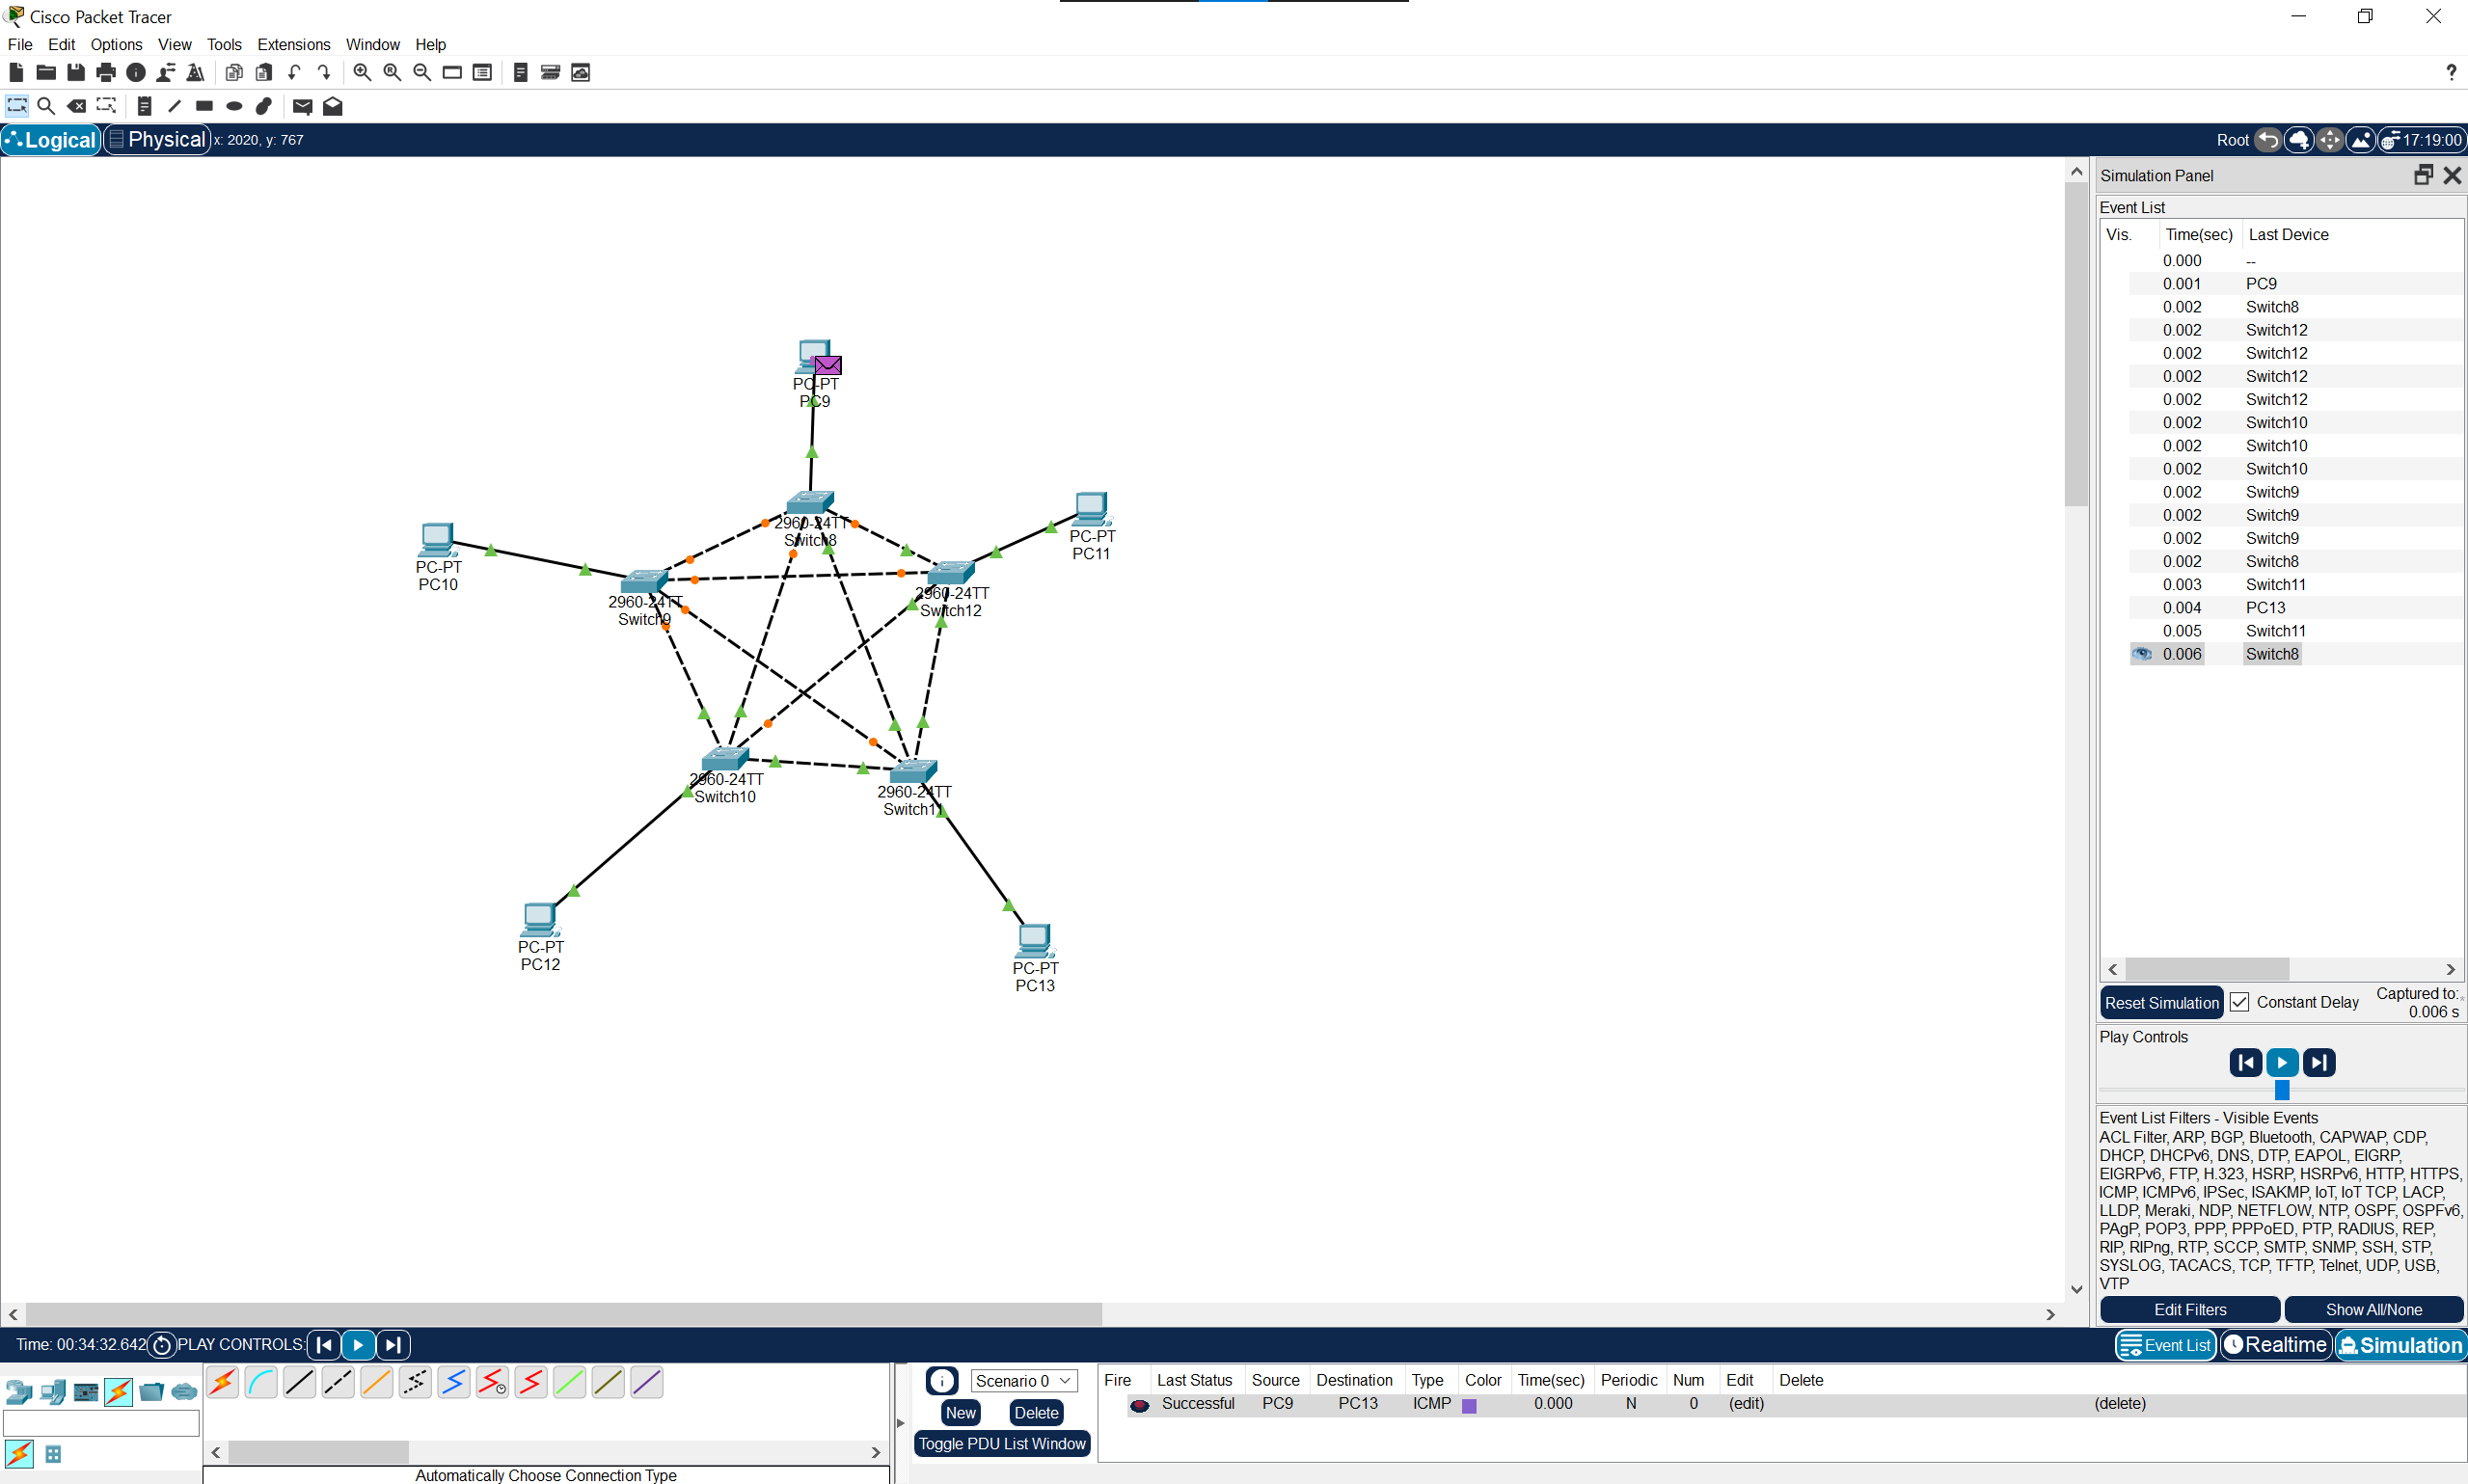 Cisco Packet Tracer
File Edit Options View Tools Extensions Window Help
Logical Physical x: 2020, y: 767
Root 17:19:00
Simulation Panel
Event List
Vis. Time(sec) Last Device
0.000 --
0.001 PC9
0.002 Switch8
0.002 Switch12
0.002 Switch12
0.002 Switch12
0.002 Switch12
0.002 Switch10
0.002 Switch10
0.002 Switch10
0.002 Switch9
0.002 Switch9
0.002 Switch9
0.002 Switch8
0.003 Switch11
0.004 PC13
0.005 Switch11
0.006 Switch8
PC-PT
PC9
PC-PT
PC10
2960-24TT
Switch8
PC-PT
PC11
2960-24TT
Switch9
2960-24TT
Switch12
2960-24TT
Switch10
2960-24TT
Switch11
PC-PT
PC12
PC-PT
PC13
Reset Simulation Constant Delay Captured to:
0.006 s
Play Controls
Event List Filters - Visible Events
ACL Filter, ARP, BGP, Bluetooth, CAPWAP, CDP,
DHCP, DHCPv6, DNS, DTP, EAPOL, EIGRP,
EIGRPv6, FTP, H.323, HSRP, HSRPv6, HTTP, HTTPS,
ICMP, ICMPv6, IPSec, ISAKMP, IoT, IoT TCP, LACP,
LLDP, Meraki, NDP, NETFLOW, NTP, OSPF, OSPFv6,
PAgP, POP3, PPP, PPPoED, PTP, RADIUS, REP,
RIP, RIPng, RTP, SCCP, SMTP, SNMP, SSH, STP,
SYSLOG, TACACS, TCP, TFTP, Telnet, UDP, USB,
VTP
Edit Filters Show All/None
Time: 00:34:32.642 PLAY CONTROLS:
Event List Realtime Simulation
Scenario 0
New Delete
Toggle PDU List Window
Fire Last Status Source Destination Type Color Time(sec) Periodic Num Edit Delete
Successful PC9 PC13 ICMP 0.000 N 0 (edit) (delete)
Automatically Choose Connection Type